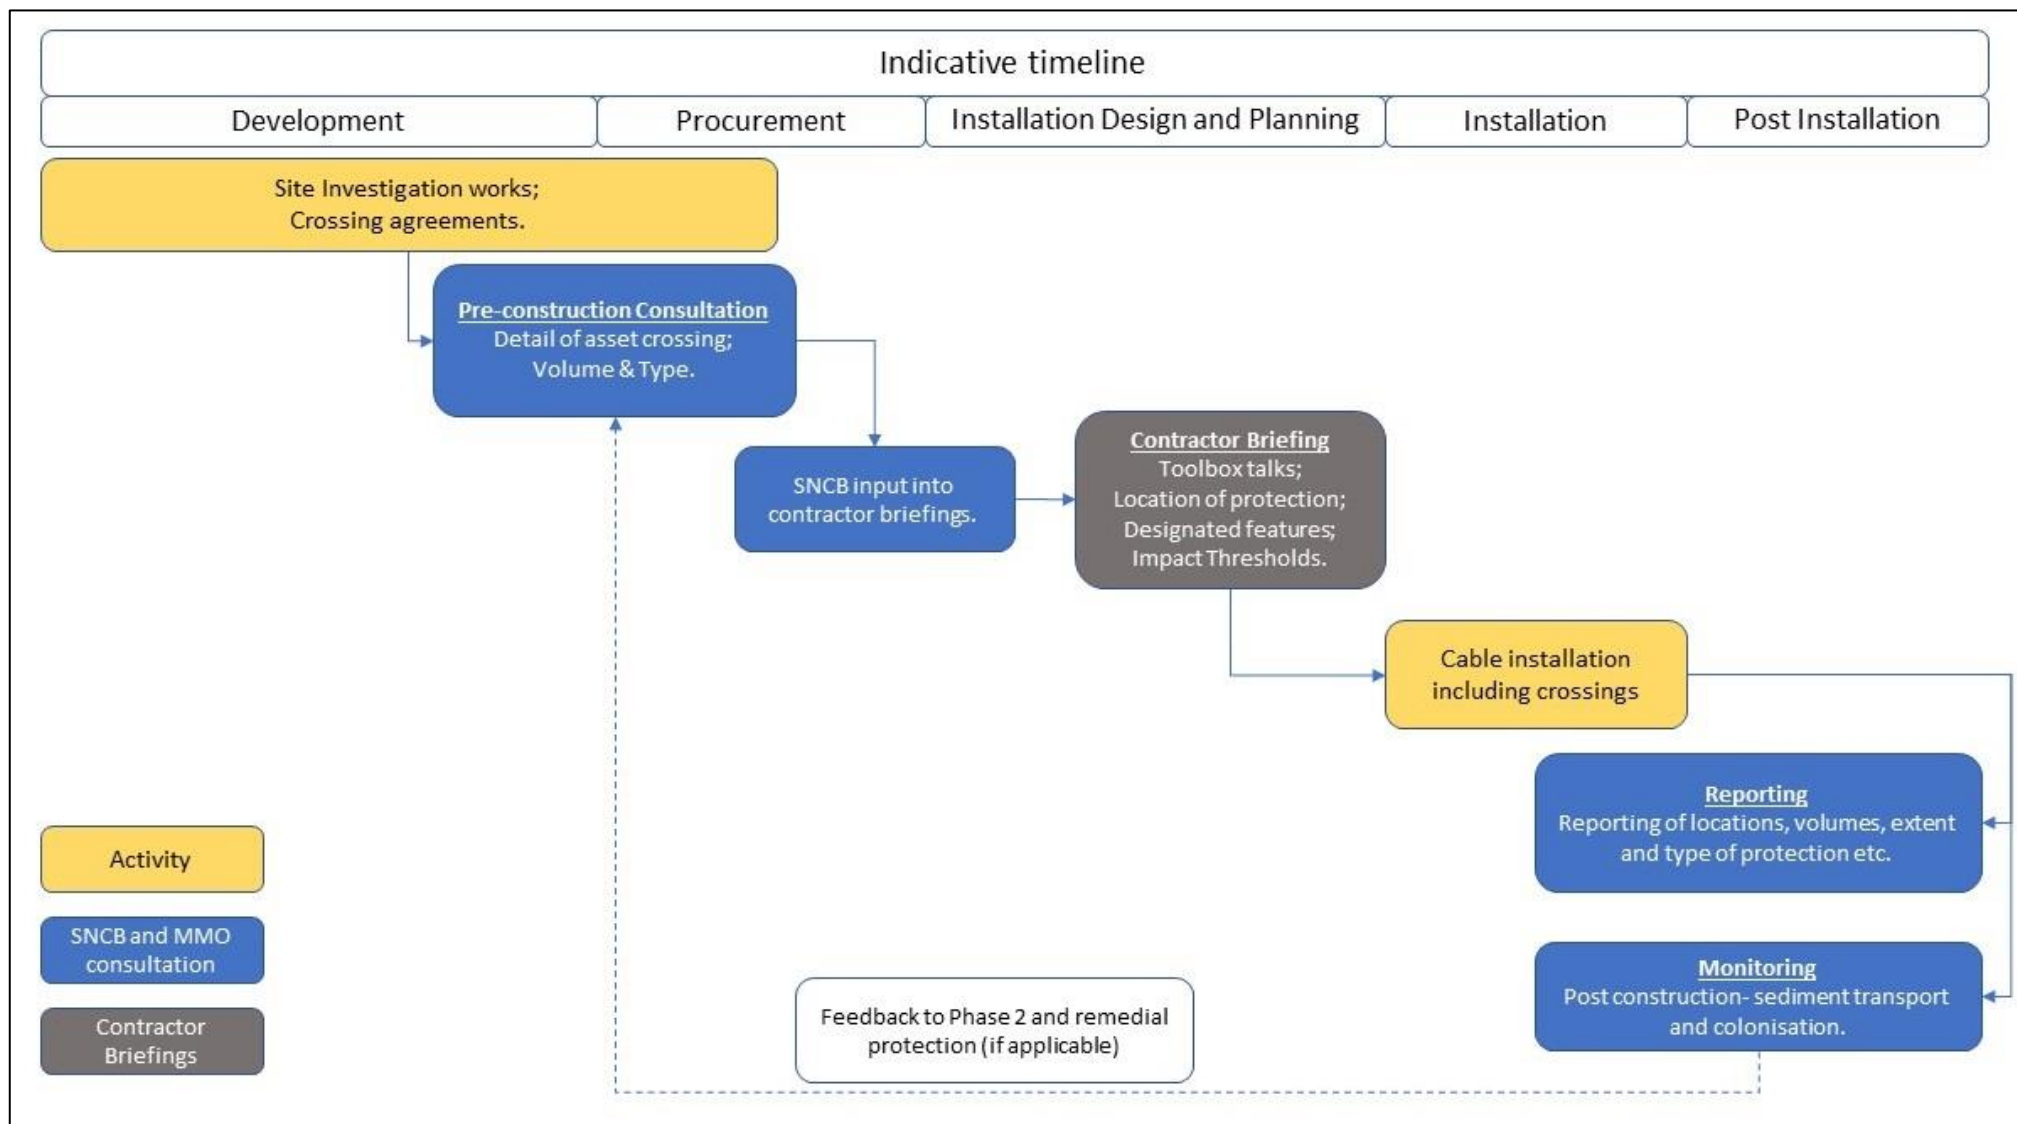 Indicative timeline
Development
Procurement
Installation Design and Planning
Installation
Post Installation
Site Investigation works;
Crossing agreements.
Pre-construction Consultation
Detail of asset crossing;
Volume & Type.
SNCB input into
contractor briefings.
Contractor Briefing
Toolbox talks;
Location of protection;
Designated features;
Impact Thresholds.
Cable installation
including crossings
Reporting
Reporting of locations, volumes, extent
and type of protection etc.
Monitoring
Post construction- sediment transport
and colonisation.
Feedback to Phase 2 and remedial
protection (if applicable)
Activity
SNCB and MMO
consultation
Contractor
Briefings